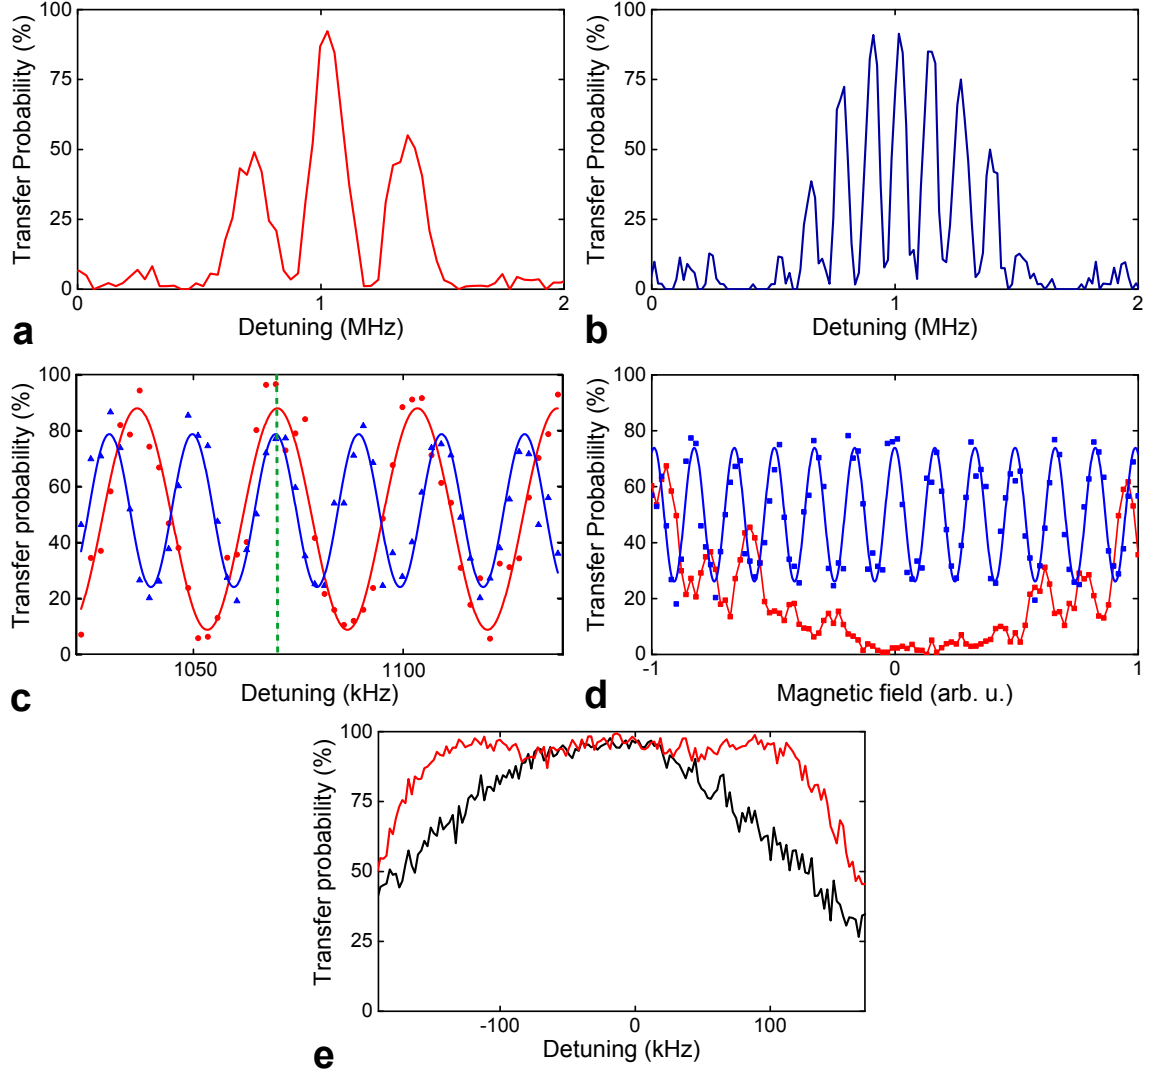 100
75
50
25
0
Transfer Probability (%)
0 1 2
Detuning (MHz)
a
100
75
50
25
0
Transfer Probability (%)
0 1 2
Detuning (MHz)
b
100
80
60
40
20
0
Transfer probability (%)
1050 1100
Detuning (kHz)
c
100
80
60
40
20
0
Transfer Probablility (%)
-1 0 1
Magnetic field (arb. u.)
d
100
75
50
25
0
Transfer probability (%)
-100 0 100
Detuning (kHz)
e